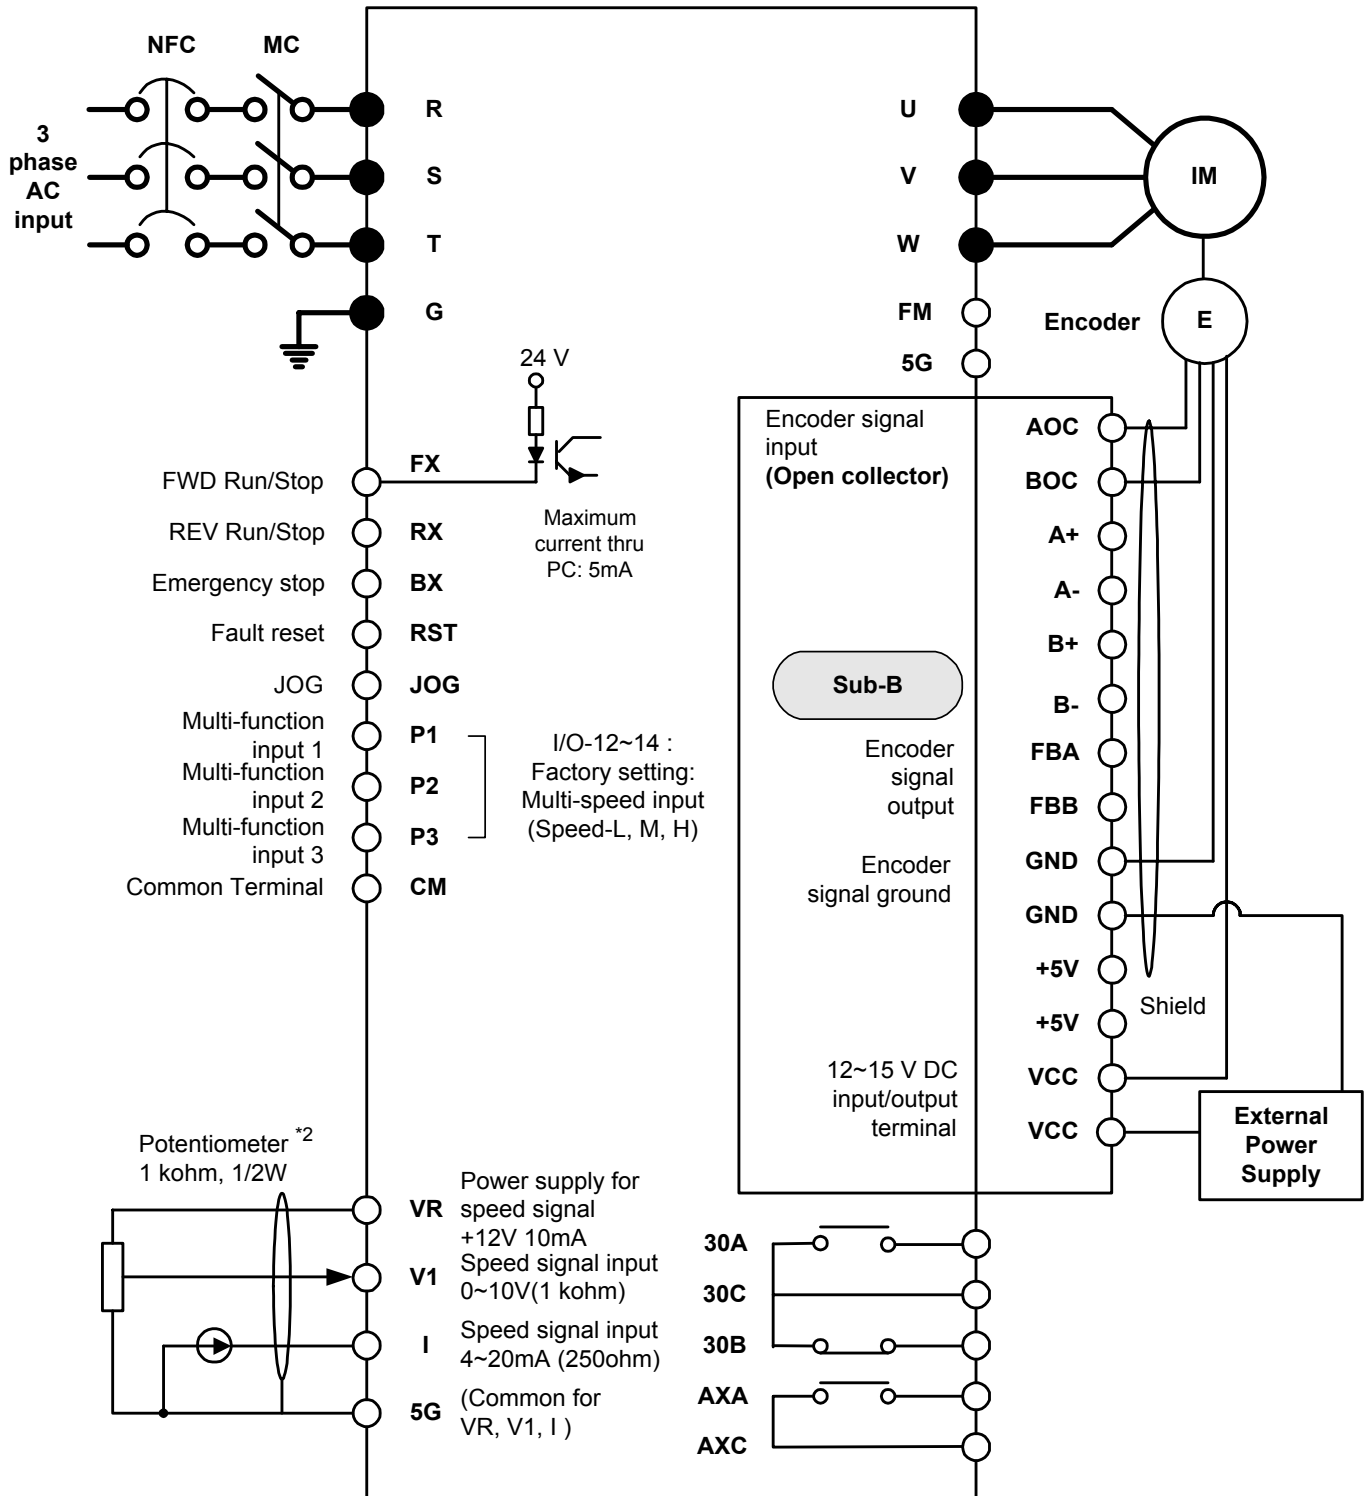 NFC MC
3
phase
AC
input
R
S
T
G
U
V
W
IM
FM
5G
Encoder
E
24 V
FX
Maximum
current thru
PC: 5mA
FWD Run/Stop
REV Run/Stop
RX
Emergency stop
BX
Fault reset
RST
JOG
JOG
Multi-function
input 1
P1
Multi-function
input 2
P2
Multi-function
input 3
P3
Common Terminal
CM
I/O-12~14 :
Factory setting:
Multi-speed input
(Speed-L, M, H)
Encoder signal
input
(Open collector)
Sub-B
Encoder
signal
output
Encoder
signal ground
12~15 V DC
input/output
terminal
AOC
BOC
A+
A-
B+
B-
FBA
FBB
GND
GND
+5V
+5V
VCC
VCC
Shield
External
Power
Supply
Potentiometer *2
1 kohm, 1/2W
VR
Power supply for
speed signal
+12V 10mA
V1
Speed signal input
0~10V(1 kohm)
I
Speed signal input
4~20mA (250ohm)
5G
(Common for
VR, V1, I )
30A
30C
30B
AXA
AXC